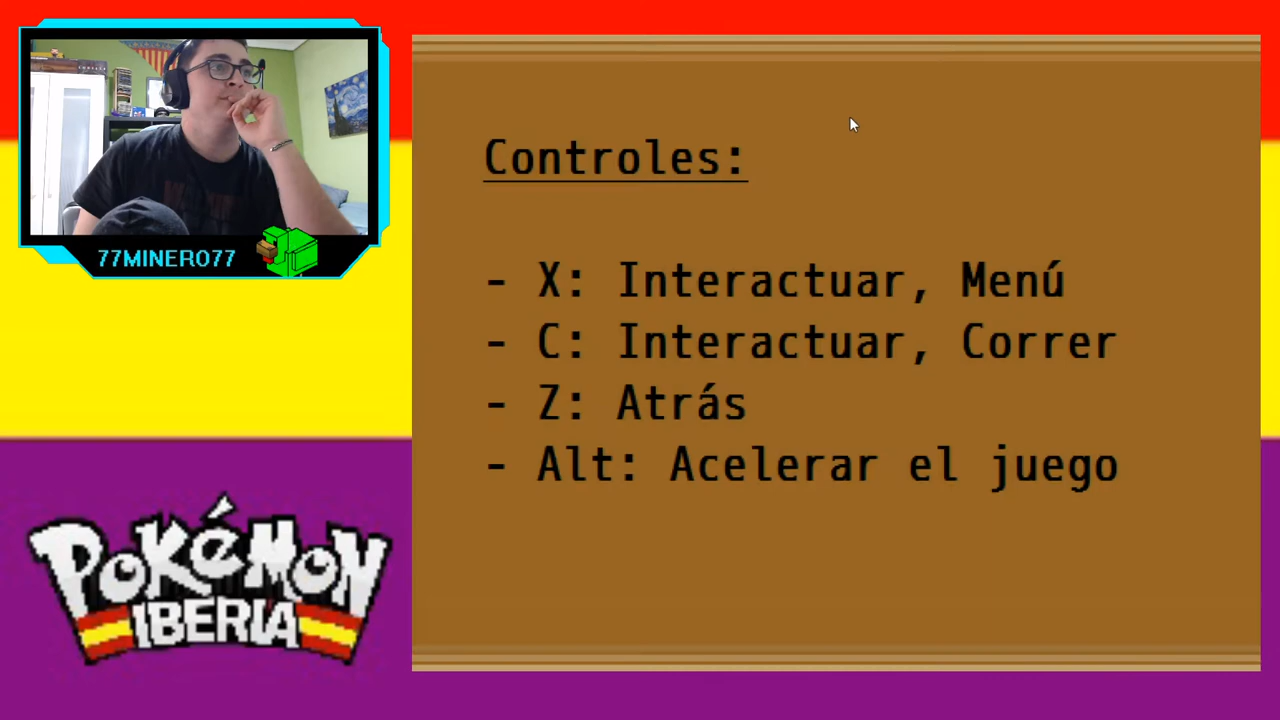 77MINERO77
Controles:
- X: Interactuar, Menú
- C: Interactuar, Correr
- Z: Atrás
- Alt: Acelerar el juego
POKéMON
IBERIA